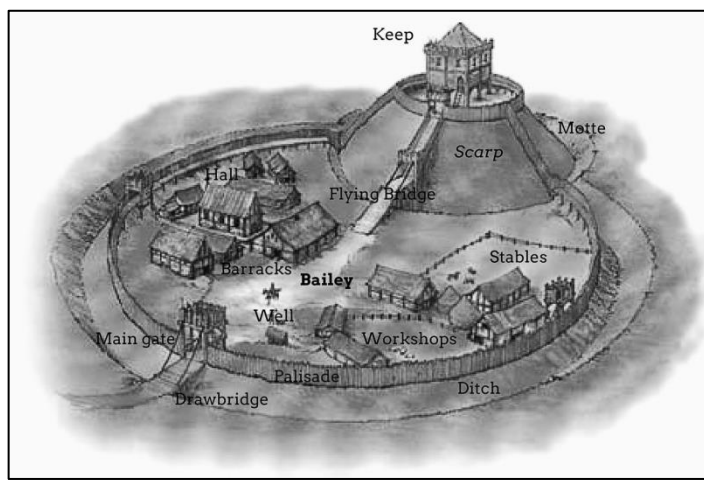 Keep
Motte
Scarp
Hall
Flying Bridge
Stables
Barracks
Bailey
Well
Main gate
Workshops
Palisade
Ditch
Drawbridge